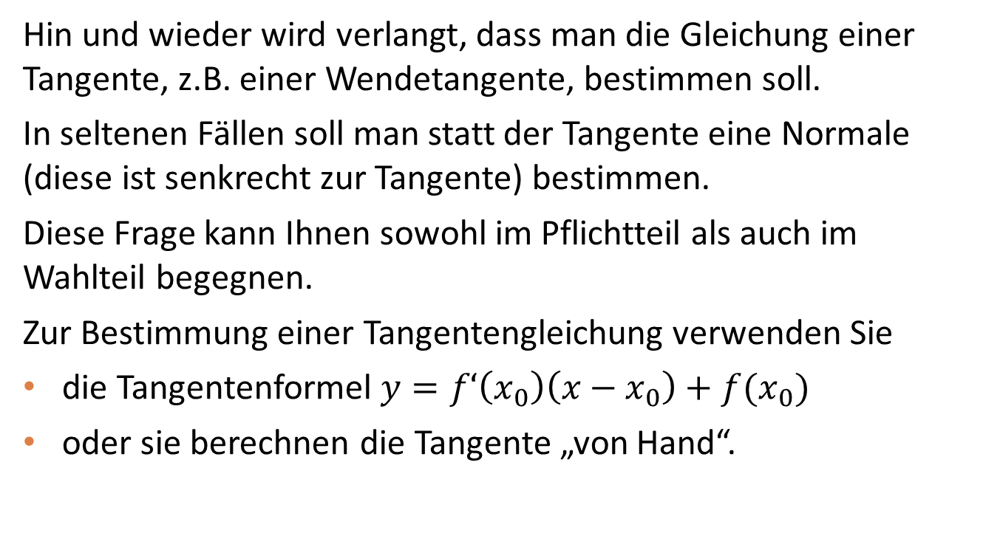 Hin und wieder wird verlangt, dass man die Gleichung einer
Tangente, z.B. einer Wendetangente, bestimmen soll.
In seltenen Fällen soll man statt der Tangente eine Normale
(diese ist senkrecht zur Tangente) bestimmen.
Diese Frage kann Ihnen sowohl im Pflichtteil als auch im
Wahlteil begegnen.
Zur Bestimmung einer Tangentengleichung verwenden Sie
• die Tangentenformel y = f‘(x₀)(x − x₀) + f(x₀)
• oder sie berechnen die Tangente „von Hand“.